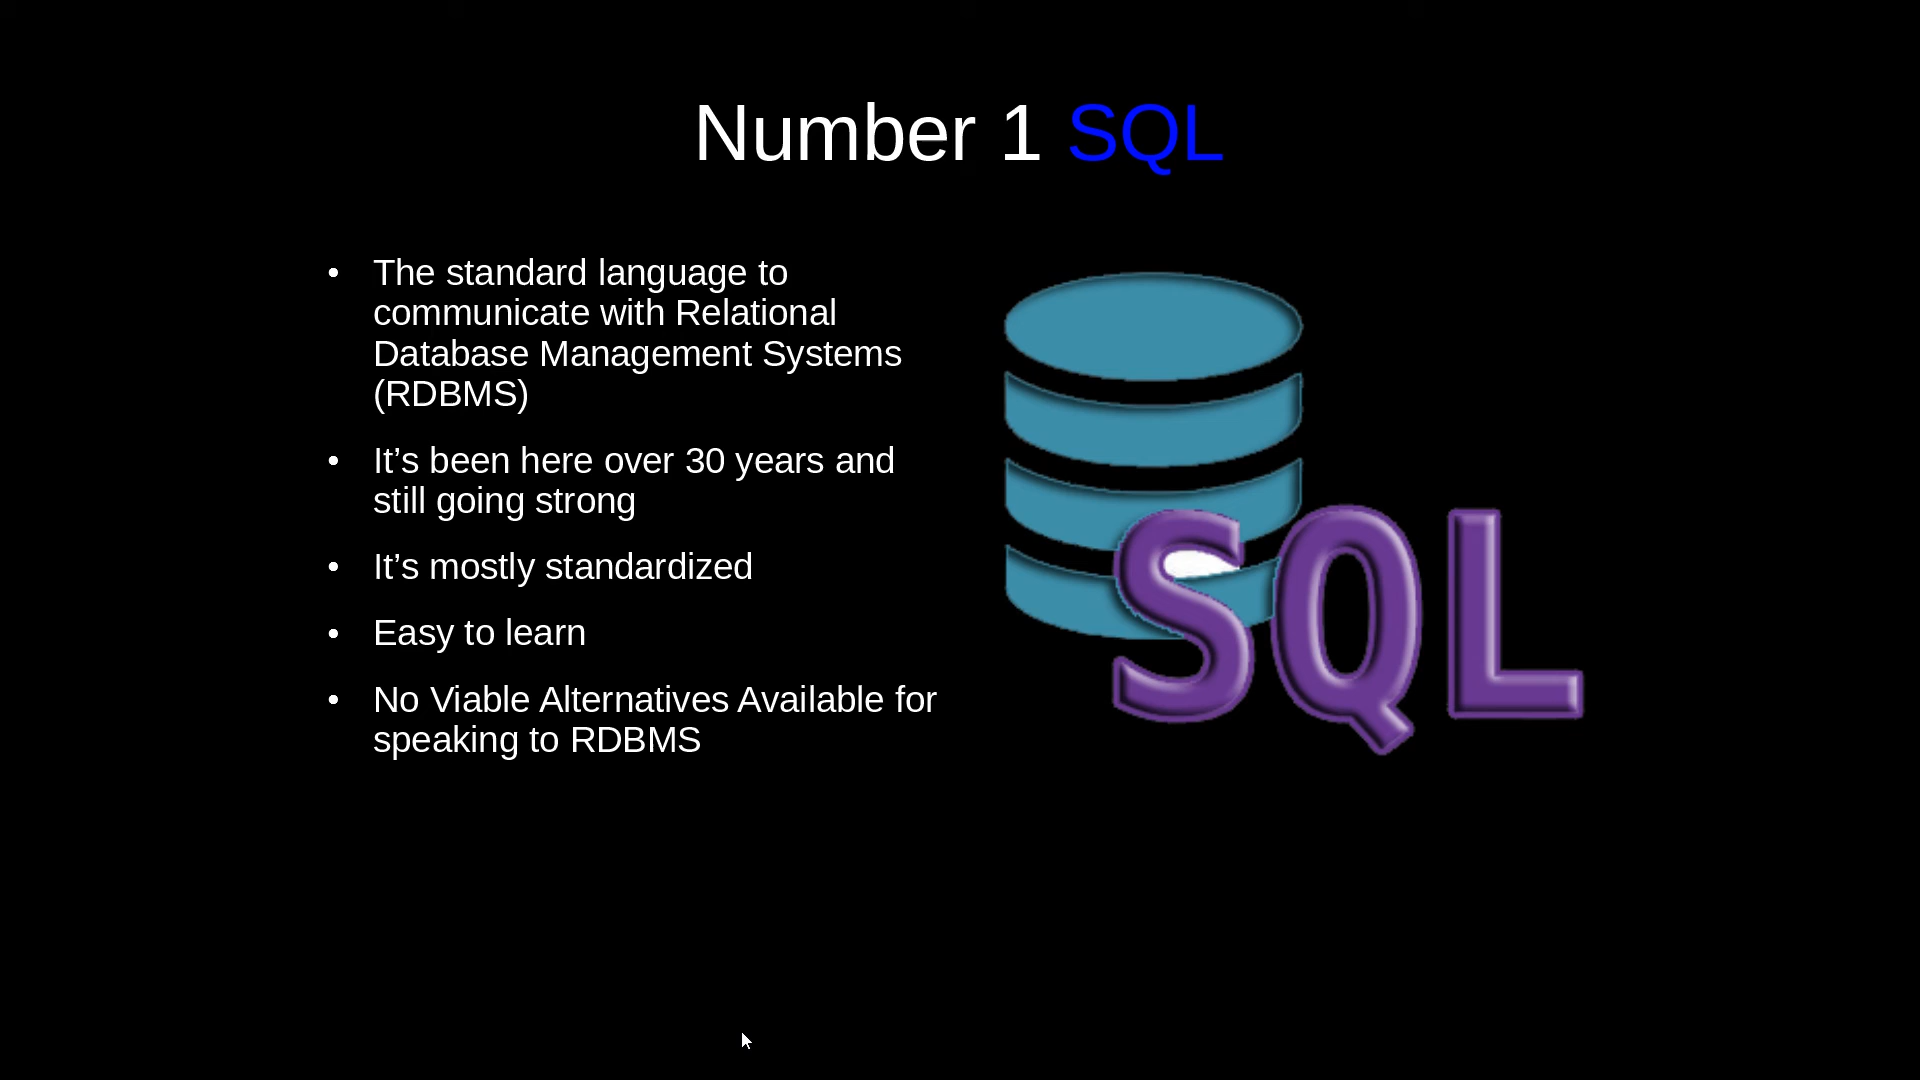 Number 1 SQL
• The standard language to
communicate with Relational
Database Management Systems
(RDBMS)
• It’s been here over 30 years and
still going strong
• It’s mostly standardized
• Easy to learn
• No Viable Alternatives Available for
speaking to RDBMS
SQL